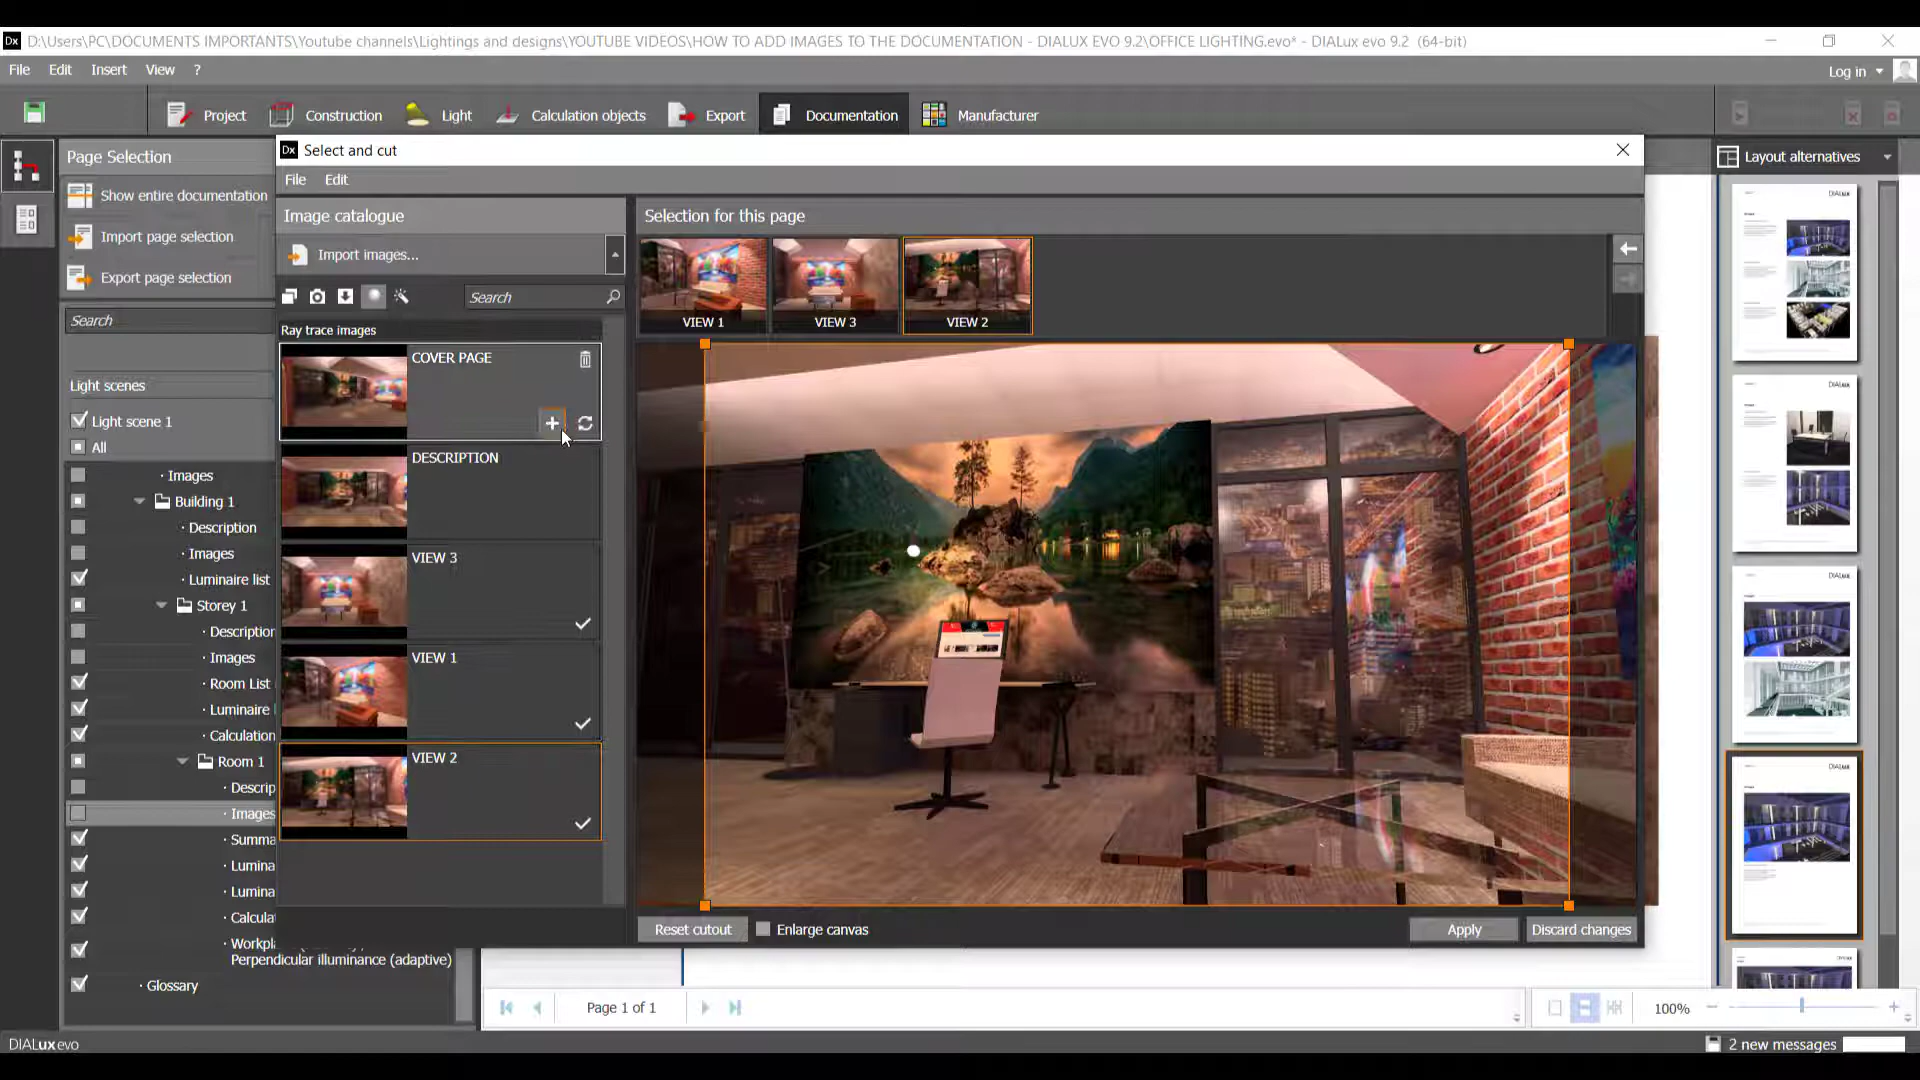 D:\Users\PC\DOCUMENTS IMPORTANTS\Youtube channels\Lightings and designs\YOUTUBE VIDEOS\HOW TO ADD IMAGES TO THE DOCUMENTATION - DIALUX EVO 9.2\OFFICE LIGHTING.evo* - DIALux evo 9.2 (64-bit)
File Edit Insert View ?
Log in
Project Construction Light Calculation objects Export Documentation Manufacturer
Page Selection
Show entire documentation
Import page selection
Export page selection
Search
Light scenes
Light scene 1
All
Images
Building 1
Description
Images
Luminaire list
Storey 1
Description
Images
Room List
Luminaire
Calculation
Room 1
Descrip
Images
Summa
Lumina
Lumina
Calcula
Workpl
Perpendicular illuminance (adaptive)
Glossary
Select and cut
File Edit
Image catalogue
Import images...
Search
Ray trace images
COVER PAGE
DESCRIPTION
VIEW 3
VIEW 1
VIEW 2
Selection for this page
VIEW 1 VIEW 3 VIEW 2
Reset cutout Enlarge canvas Apply Discard changes
Layout alternatives
DIALux
DIALux
DIALux
DIALux
Page 1 of 1
100%
DIALux evo
2 new messages